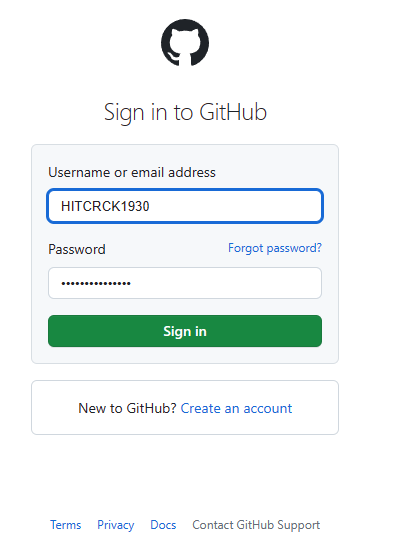 Sign in to GitHub
Username or email address
HITCRCK1930
Password Forgot password?
•••••••••••••••
Sign in
New to GitHub? Create an account
Terms Privacy Docs Contact GitHub Support